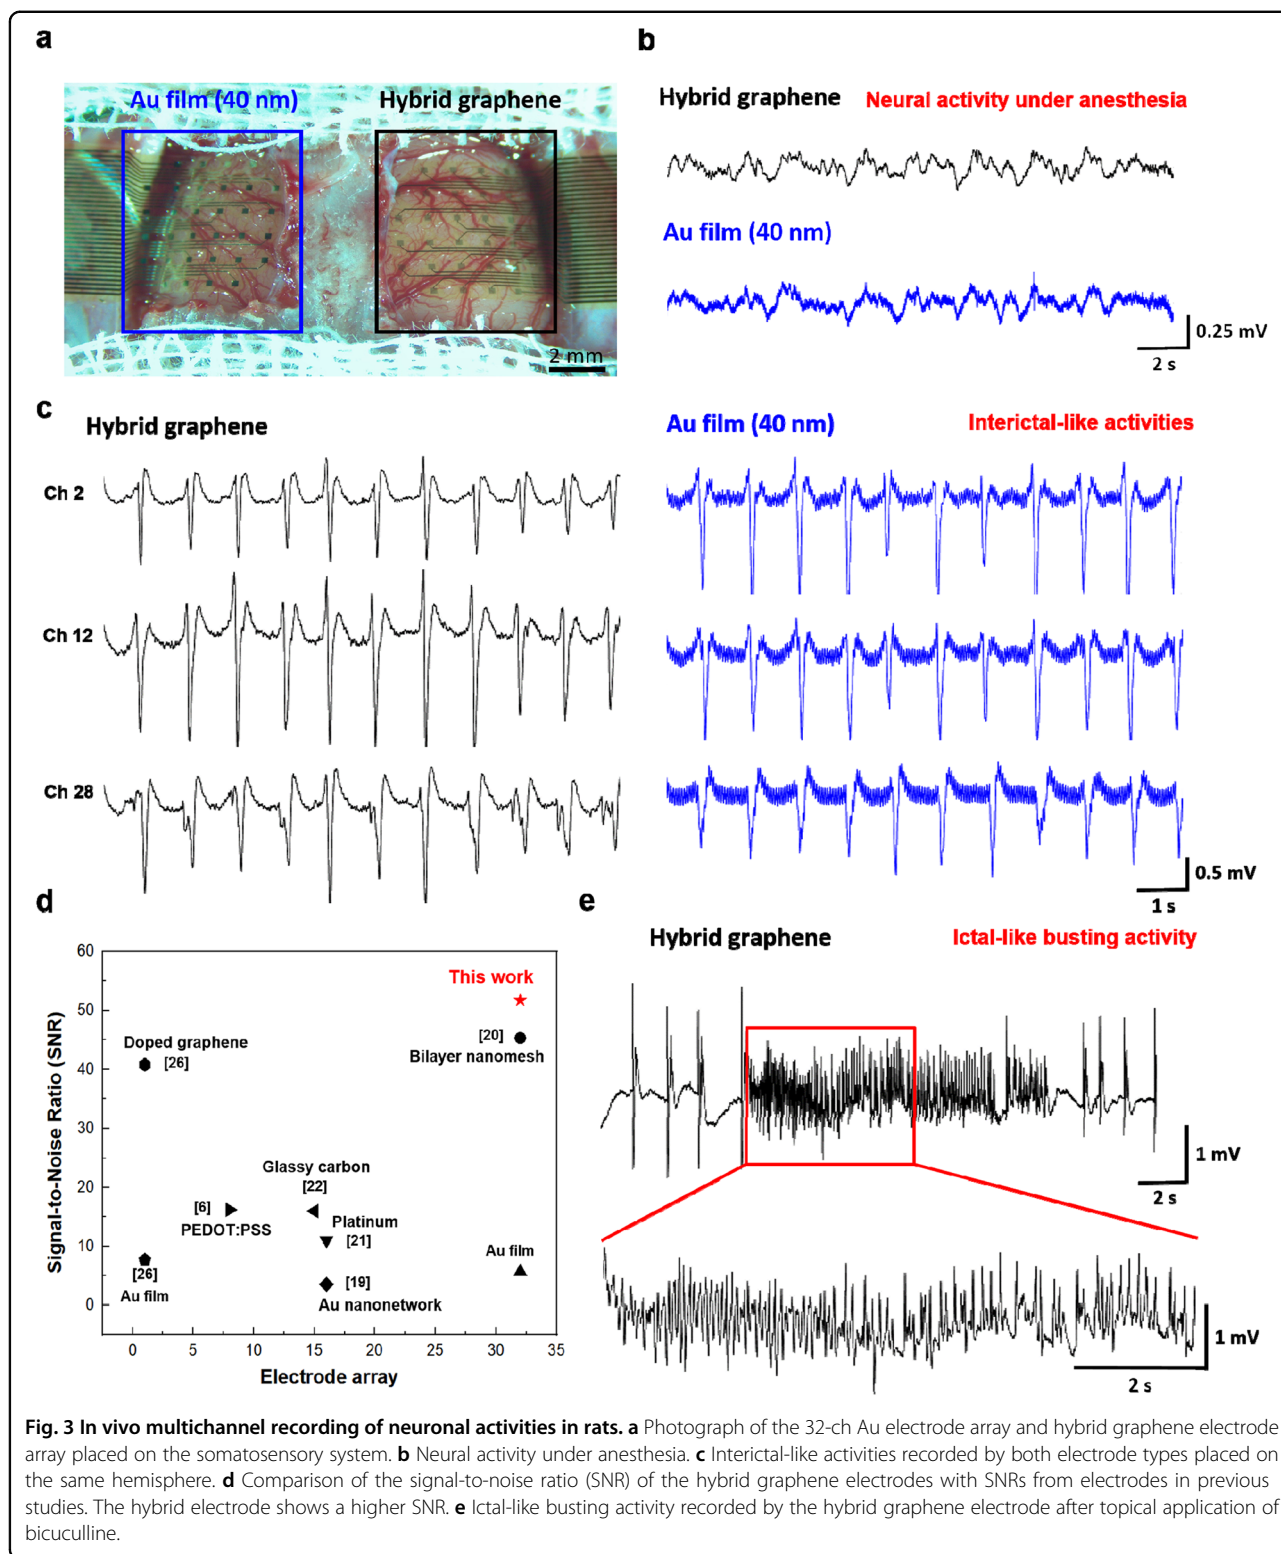 a
Au film (40 nm)
Hybrid graphene
2 mm
b
Hybrid graphene
Neural activity under anesthesia
Au film (40 nm)
0.25 mV
2 s
c
Hybrid graphene
Au film (40 nm)
Interictal-like activities
Ch 2
Ch 12
Ch 28
0.5 mV
1 s
d
Signal-to-Noise Ratio (SNR)
60
50
40
30
20
10
0
This work
[20]
Bilayer nanomesh
Doped graphene
[26]
Glassy carbon
[22]
[6]
PEDOT:PSS
Platinum
[21]
[26]
Au film
[19]
Au nanonetwork
Au film
0 5 10 15 20 25 30 35
Electrode array
e
Hybrid graphene
Ictal-like busting activity
1 mV
2 s
1 mV
2 s
Fig. 3 In vivo multichannel recording of neuronal activities in rats. a Photograph of the 32-ch Au electrode array and hybrid graphene electrode
array placed on the somatosensory system. b Neural activity under anesthesia. c Interictal-like activities recorded by both electrode types placed on
the same hemisphere. d Comparison of the signal-to-noise ratio (SNR) of the hybrid graphene electrodes with SNRs from electrodes in previous
studies. The hybrid electrode shows a higher SNR. e Ictal-like busting activity recorded by the hybrid graphene electrode after topical application of
bicuculline.